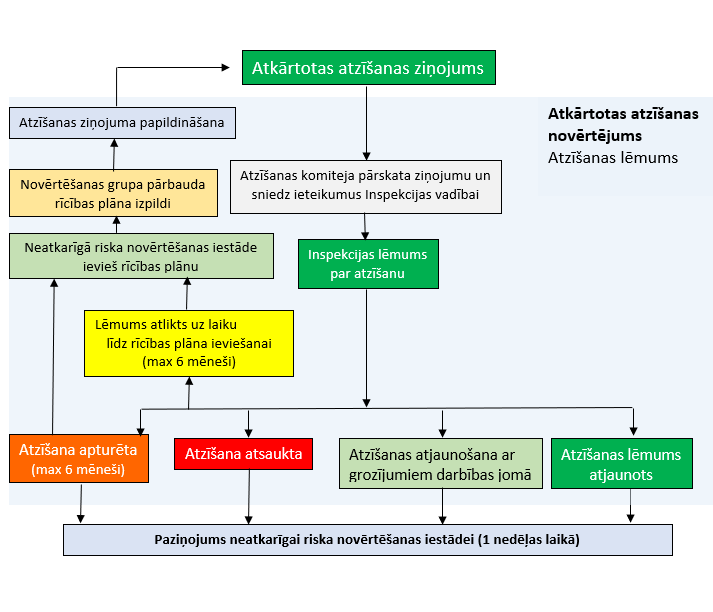 Atkārtotas atzīšanas ziņojums
Atkārtotas atzīšanas
novērtējums
Atzīšanas lēmums
Atzīšanas ziņojuma papildināšana
Novērtēšanas grupa pārbauda
rīcības plāna izpildi
Atzīšanas komiteja pārskata ziņojumu un
sniedz ieteikumus Inspekcijas vadībai
Neatkarīgā riska novērtēšanas iestāde
ievieš rīcības plānu
Inspekcijas lēmums
par atzīšanu
Lēmums atlikts uz laiku
līdz rīcības plāna ieviešanai
(max 6 mēneši)
Atzīšana apturēta
(max 6 mēneši)
Atzīšana atsaukta
Atzīšanas atjaunošana ar
grozījumiem darbības jomā
Atzīšanas lēmums
atjaunots
Paziņojums neatkarīgai riska novērtēšanas iestādei (1 nedēļas laikā)